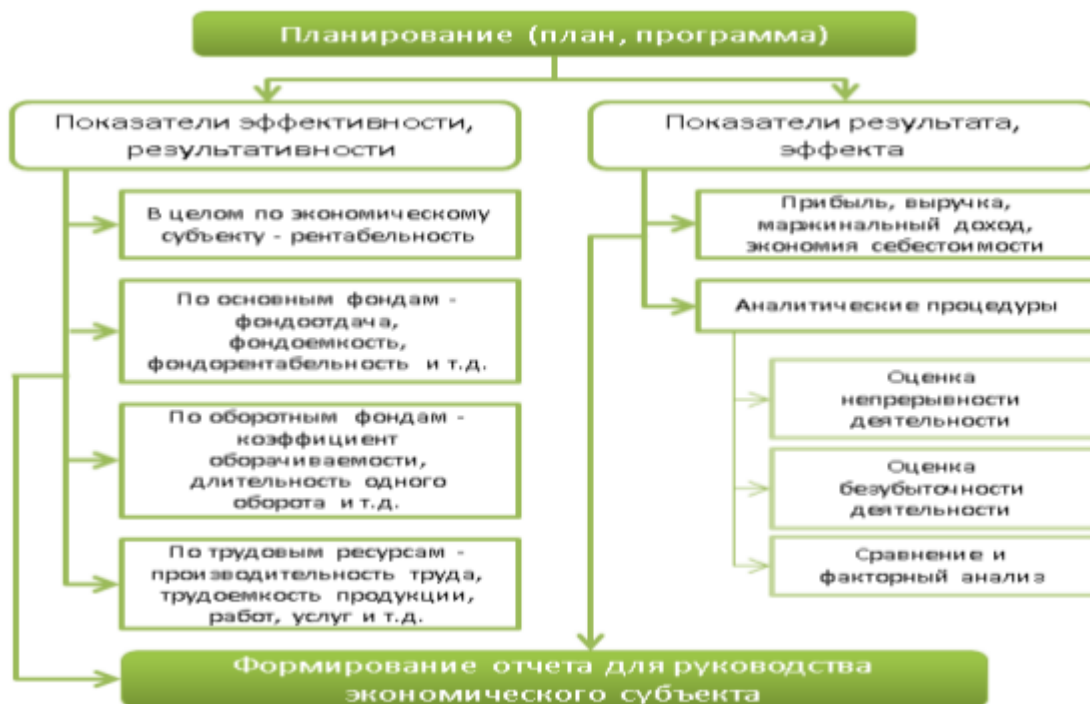 Планирование (план, программа)
Показатели эффективности,
результативности
В целом по экономическому
субъекту - рентабельность
По основным фондам -
фондоотдача,
фондоемкость,
фондорентабельность и т.д.
По оборотным фондам -
коэффициент
оборачиваемости,
длительность одного
оборота и т.д.
По трудовым ресурсам -
производительность труда,
трудоемкость продукции,
работ, услуг и т.д.
Показатели результата,
эффекта
Прибыль, выручка,
маржинальный доход,
экономия себестоимости
Аналитические процедуры
Оценка
непрерывности
деятельности
Оценка
безубыточности
деятельности
Сравнение и
факторный анализ
Формирование отчета для руководства
экономического субъекта